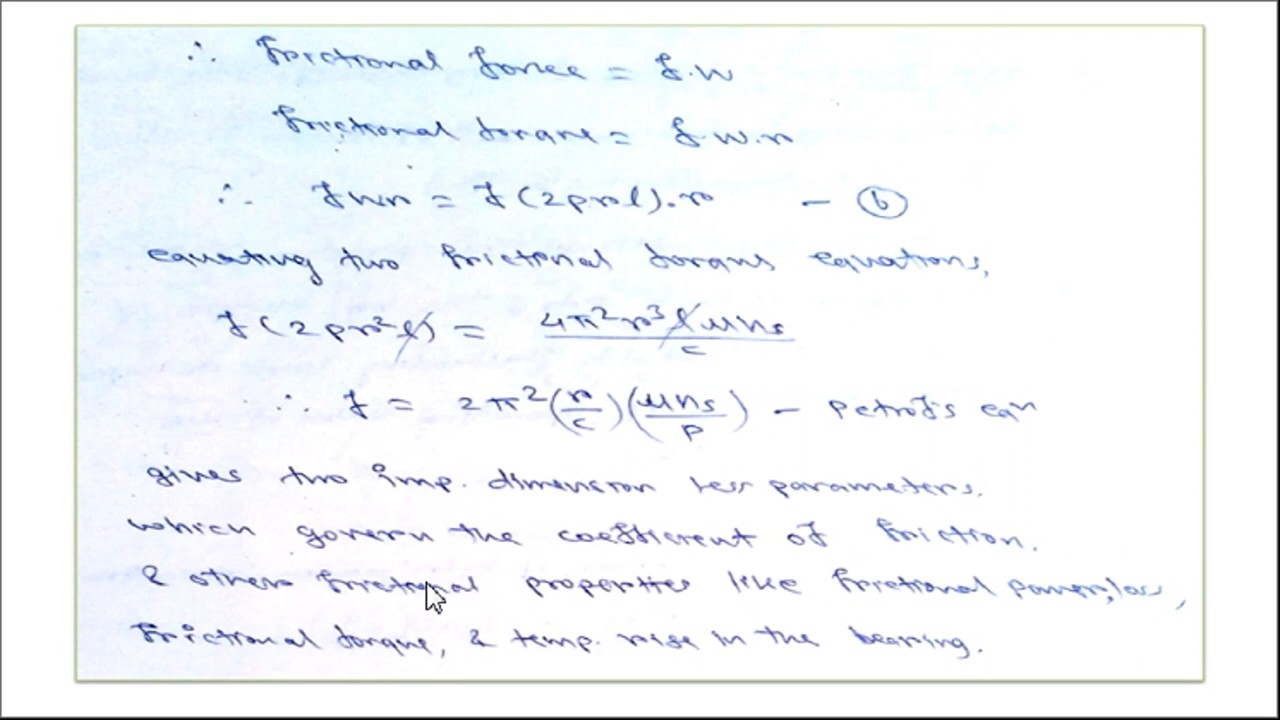 ∴ frictional force = f.w
frictional torque = f.w.r
∴ fwr = f(2prl).r - (b)
equating two frictional torque equations,
f(2pr²l) = 4π²r³lμns / c
∴ f = 2π²(r/c)(μns/p) - Petrof's eqn
gives two imp. dimension less parameters.
which govern the coefficient of friction.
& other frictional properties like frictional power loss,
frictional torque, & temp. rise in the bearing.